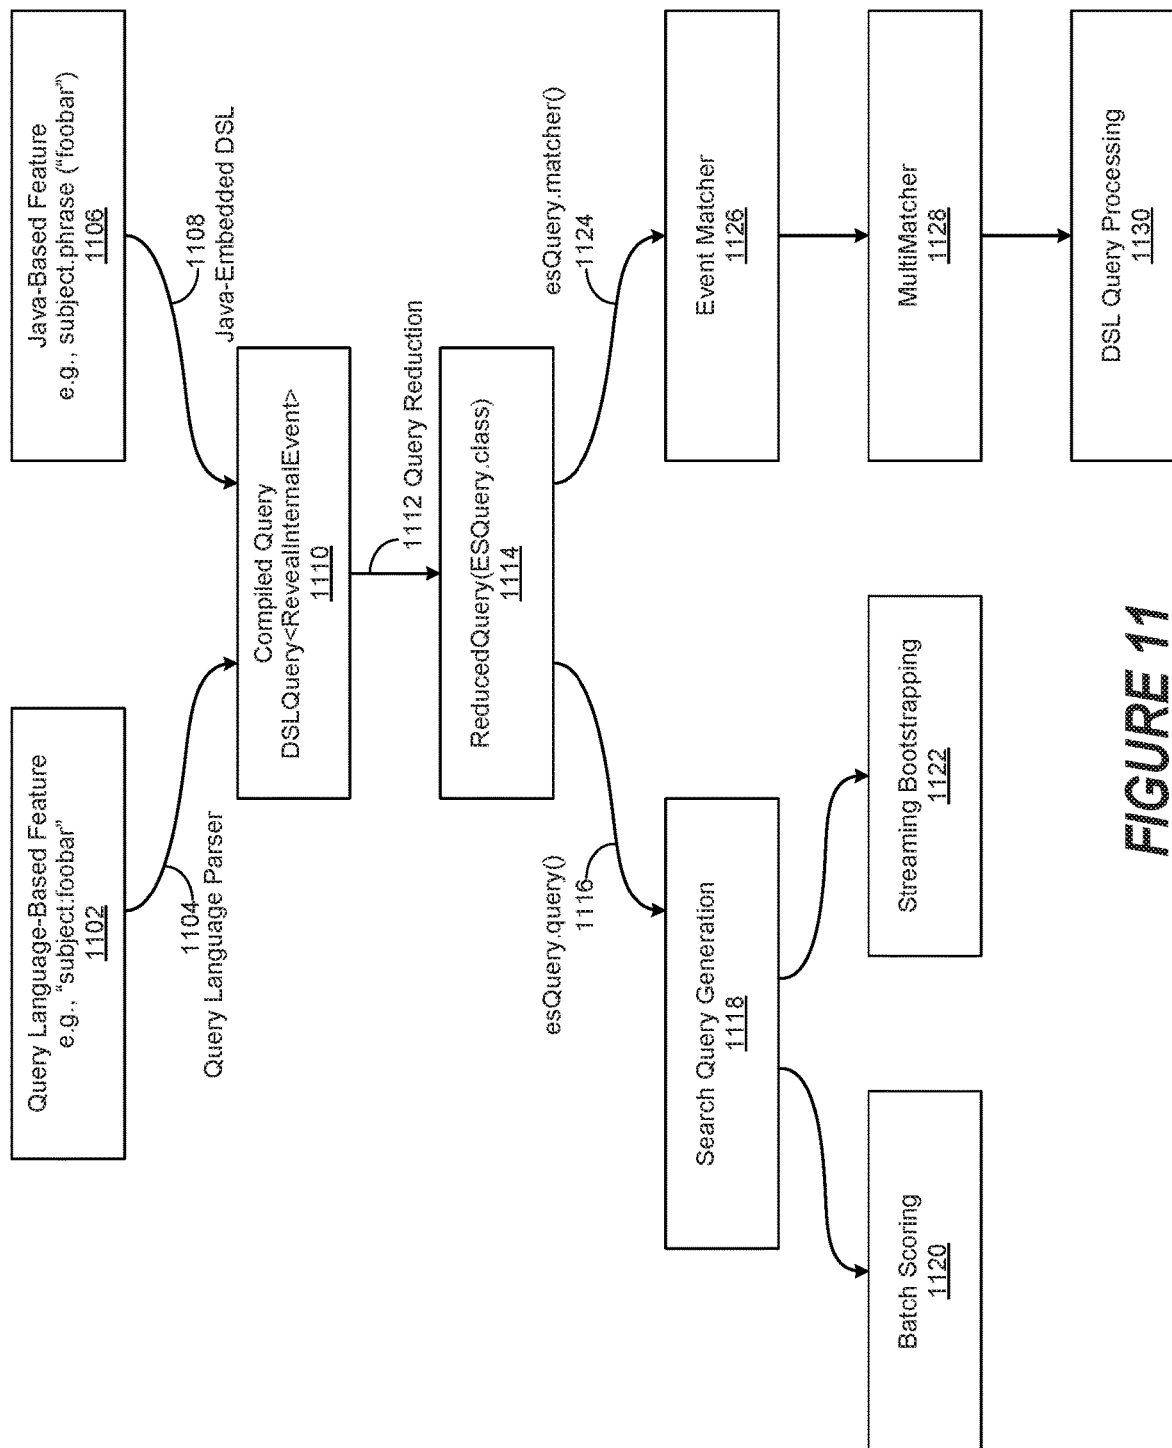 Query Language-Based Feature
e.g., “subject:foobar”
1102
Java-Based Feature
e.g., subject.phrase (“foobar”)
1106
1104
Query Language Parser
1108
Java-Embedded DSL
Compiled Query
DSLQuery<RevealInternalEvent>
1110
1112 Query Reduction
ReducedQuery(ESQuery.class)
1114
esQuery.query()
1116
esQuery.matcher()
1124
Search Query Generation
1118
Event Matcher
1126
Batch Scoring
1120
Streaming Bootstrapping
1122
MultiMatcher
1128
DSL Query Processing
1130
FIGURE 11